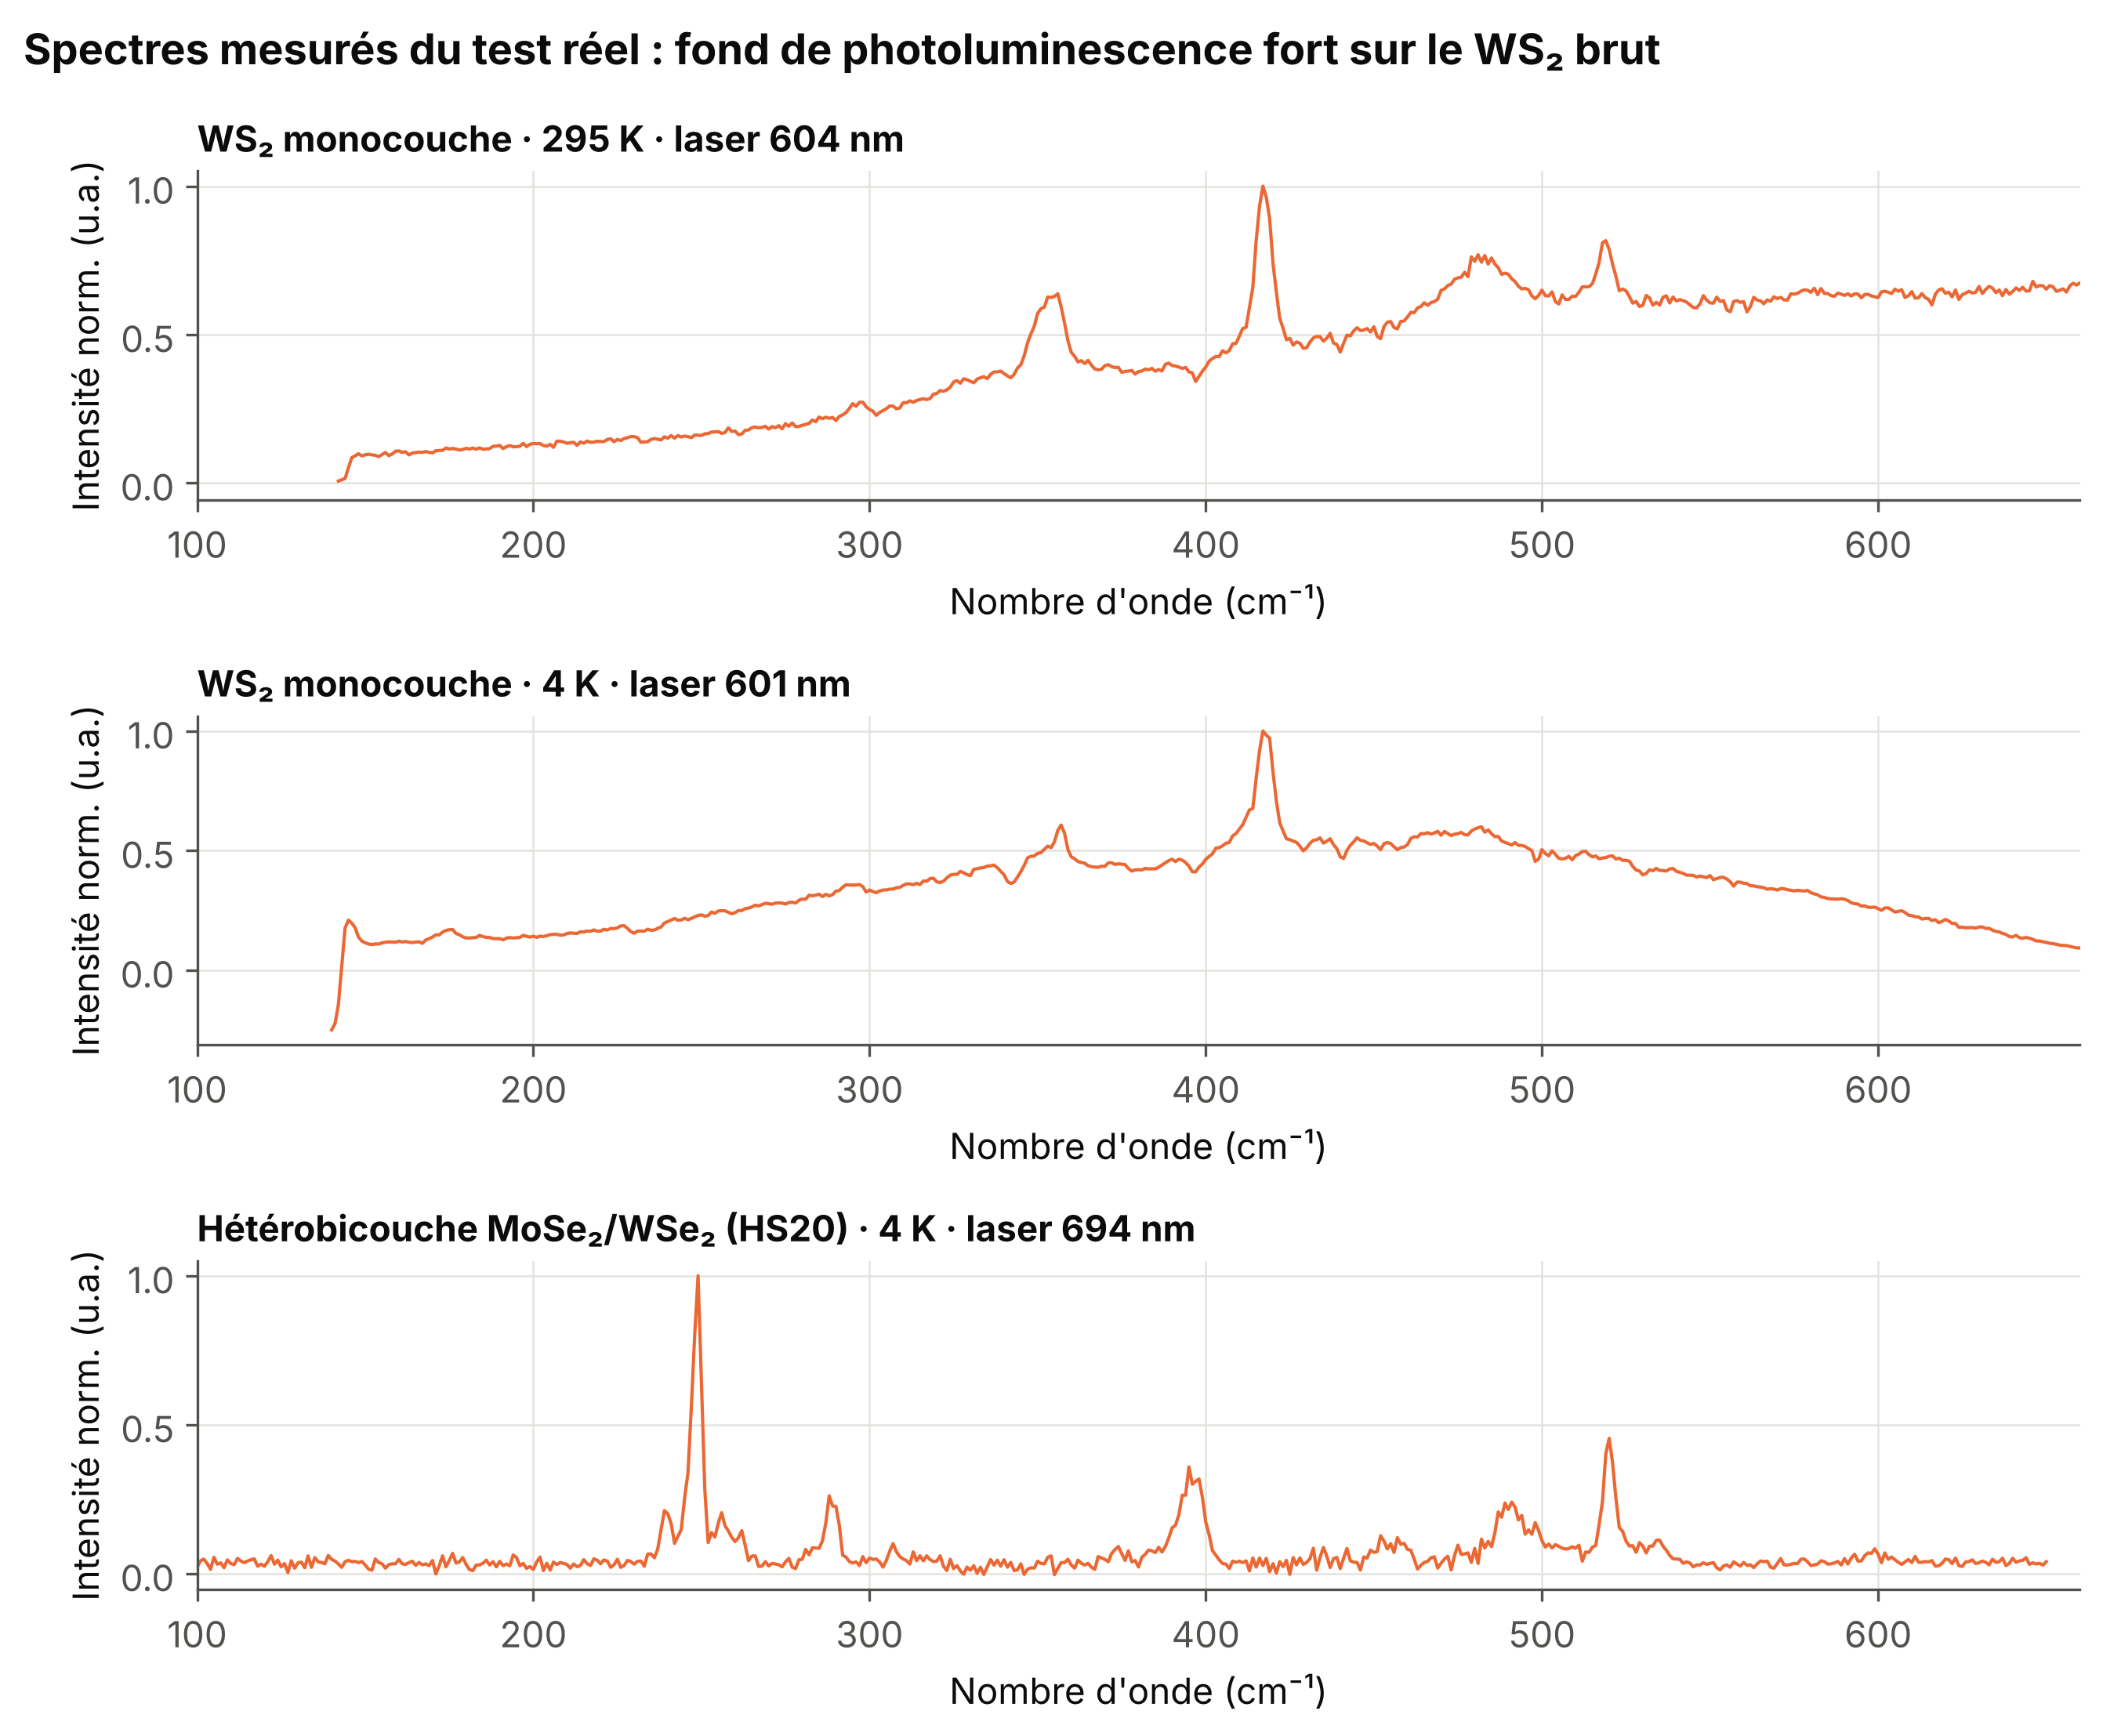 Spectres mesurés du test réel : fond de photoluminescence fort sur le WS₂ brut
WS₂ monocouche · 295 K · laser 604 nm
Intensité norm. (u.a.)
1.0
0.5
0.0
100 200 300 400 500 600
Nombre d'onde (cm⁻¹)
WS₂ monocouche · 4 K · laser 601 nm
Intensité norm. (u.a.)
1.0
0.5
0.0
100 200 300 400 500 600
Nombre d'onde (cm⁻¹)
Hétérobicouche MoSe₂/WSe₂ (HS20) · 4 K · laser 694 nm
Intensité norm. (u.a.)
1.0
0.5
0.0
100 200 300 400 500 600
Nombre d'onde (cm⁻¹)